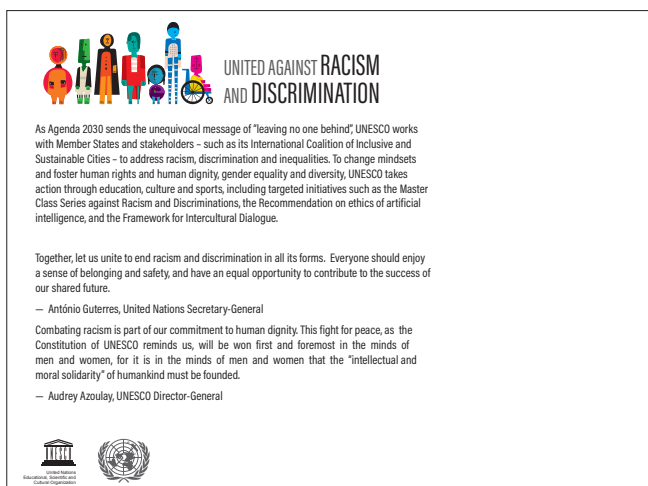 UNITED AGAINST RACISM
AND DISCRIMINATION
As Agenda 2030 sends the unequivocal message of “leaving no one behind”, UNESCO works
with Member States and stakeholders – such as its International Coalition of Inclusive and
Sustainable Cities – to address racism, discrimination and inequalities. To change mindsets
and foster human rights and human dignity, gender equality and diversity, UNESCO takes
action through education, culture and sports, including targeted initiatives such as the Master
Class Series against Racism and Discriminations, the Recommendation on ethics of artificial
intelligence, and the Framework for Intercultural Dialogue.
Together, let us unite to end racism and discrimination in all its forms. Everyone should enjoy
a sense of belonging and safety, and have an equal opportunity to contribute to the success of
our shared future.
— António Guterres, United Nations Secretary-General
Combating racism is part of our commitment to human dignity. This fight for peace, as the
Constitution of UNESCO reminds us, will be won first and foremost in the minds of
men and women, for it is in the minds of men and women that the “intellectual and
moral solidarity” of humankind must be founded.
— Audrey Azoulay, UNESCO Director-General
UNESCO
United Nations
Educational, Scientific and
Cultural Organization